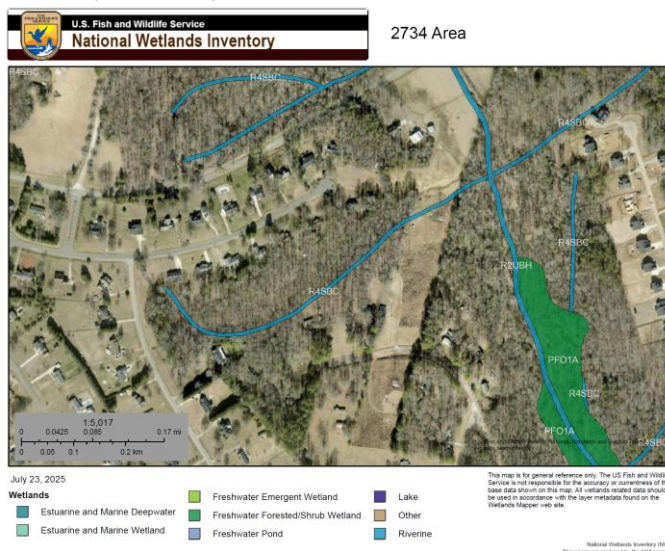 U.S. Fish and Wildlife Service
National Wetlands Inventory
2734 Area
R4SBC
R4SBC
R4SBC
R4SBC
R2UBH
R4SBC
PFO1A
R4SBC
PFO1A
1:5,017
0 0.0425 0.085 0.17 mi
0 0.05 0.1 0.2 km
July 23, 2025
This map is for general reference only. The US Fish and Wildli
Service is not responsible for the accuracy or currentness of th
base data shown on this map. All wetlands related data should
be used in accordance with the layer metadata found on the
Wetlands Mapper web site.
Wetlands
Estuarine and Marine Deepwater
Estuarine and Marine Wetland
Freshwater Emergent Wetland
Freshwater Forested/Shrub Wetland
Freshwater Pond
Lake
Other
Riverine
National Wetlands Inventory